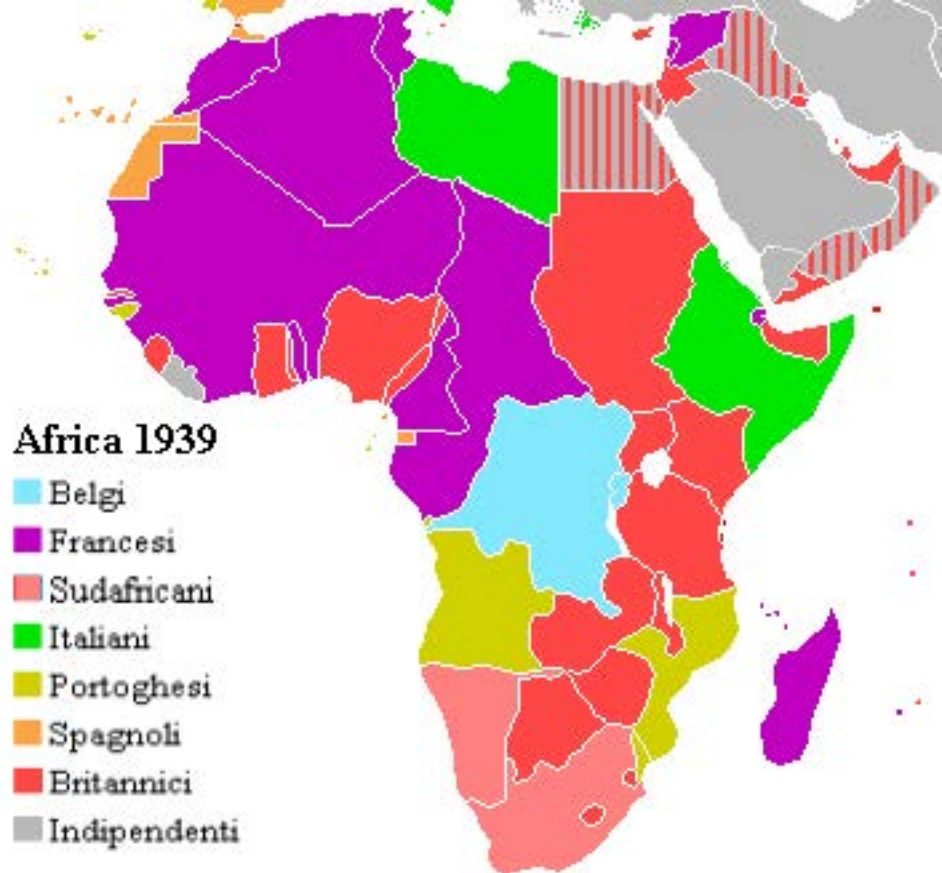 Africa 1939
Belgi
Francesi
Sudafricani
Italiani
Portoghesi
Spagnoli
Britannici
Indipendenti